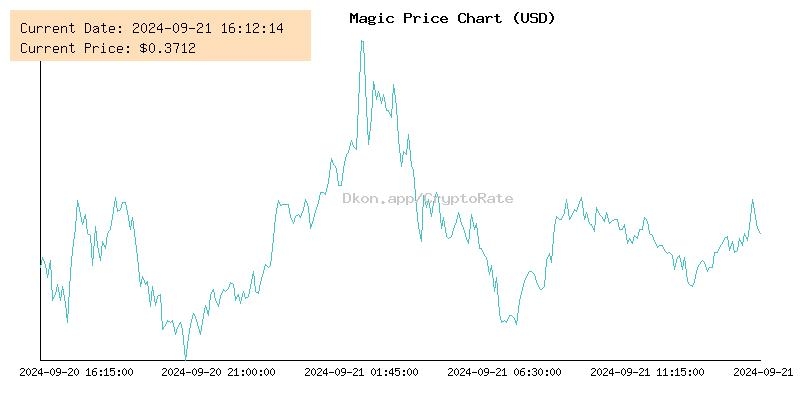 Magic Price Chart (USD)
Current Date: 2024-09-21 16:12:14
Current Price: $0.3712
Dkon.app/CryptoRate
2024-09-20 16:15:00 2024-09-20 21:00:00 2024-09-21 01:45:00 2024-09-21 06:30:00 2024-09-21 11:15:00 2024-09-21